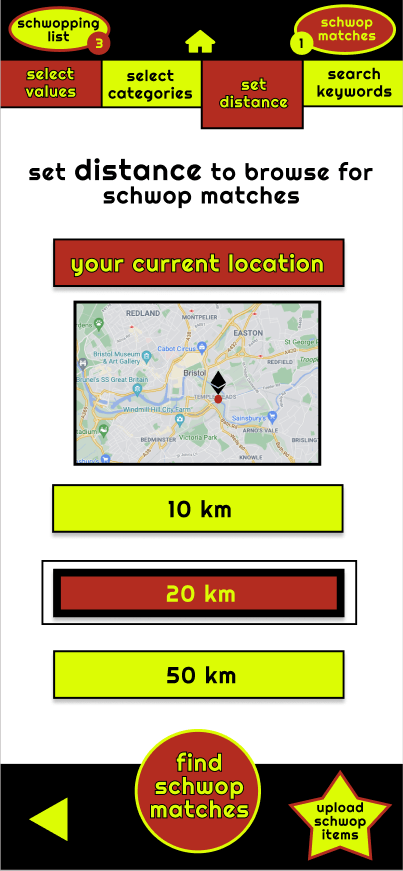 schwopping
list
3
schwop
matches
1
select
values
select
categories
set
distance
search
keywords
set distance to browse for
schwop matches
your current location
REDLAND
MONTPELIER
EASTON
St George
Bristol Museum
& Art Gallery
Cabot Circus
REDFIELD
Bristol
Brunel's SS Great Britain
Windmill Hill City Farm
Sainsbury's
BEDMINSTER
Victoria Park
ARNO'S VALE
KNOWLE
BRISLING
10 km
20 km
50 km
find
schwop
matches
upload
schwop
items